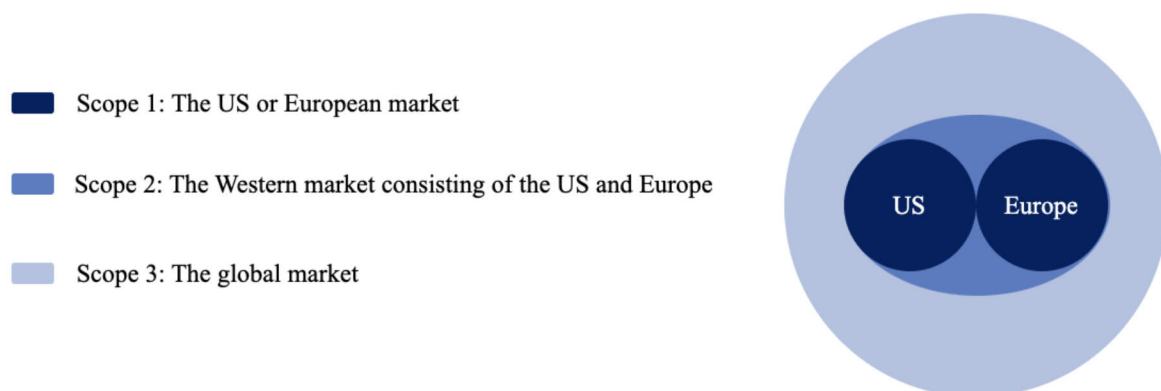 Scope 1: The US or European market
Scope 2: The Western market consisting of the US and Europe
Scope 3: The global market
US
Europe